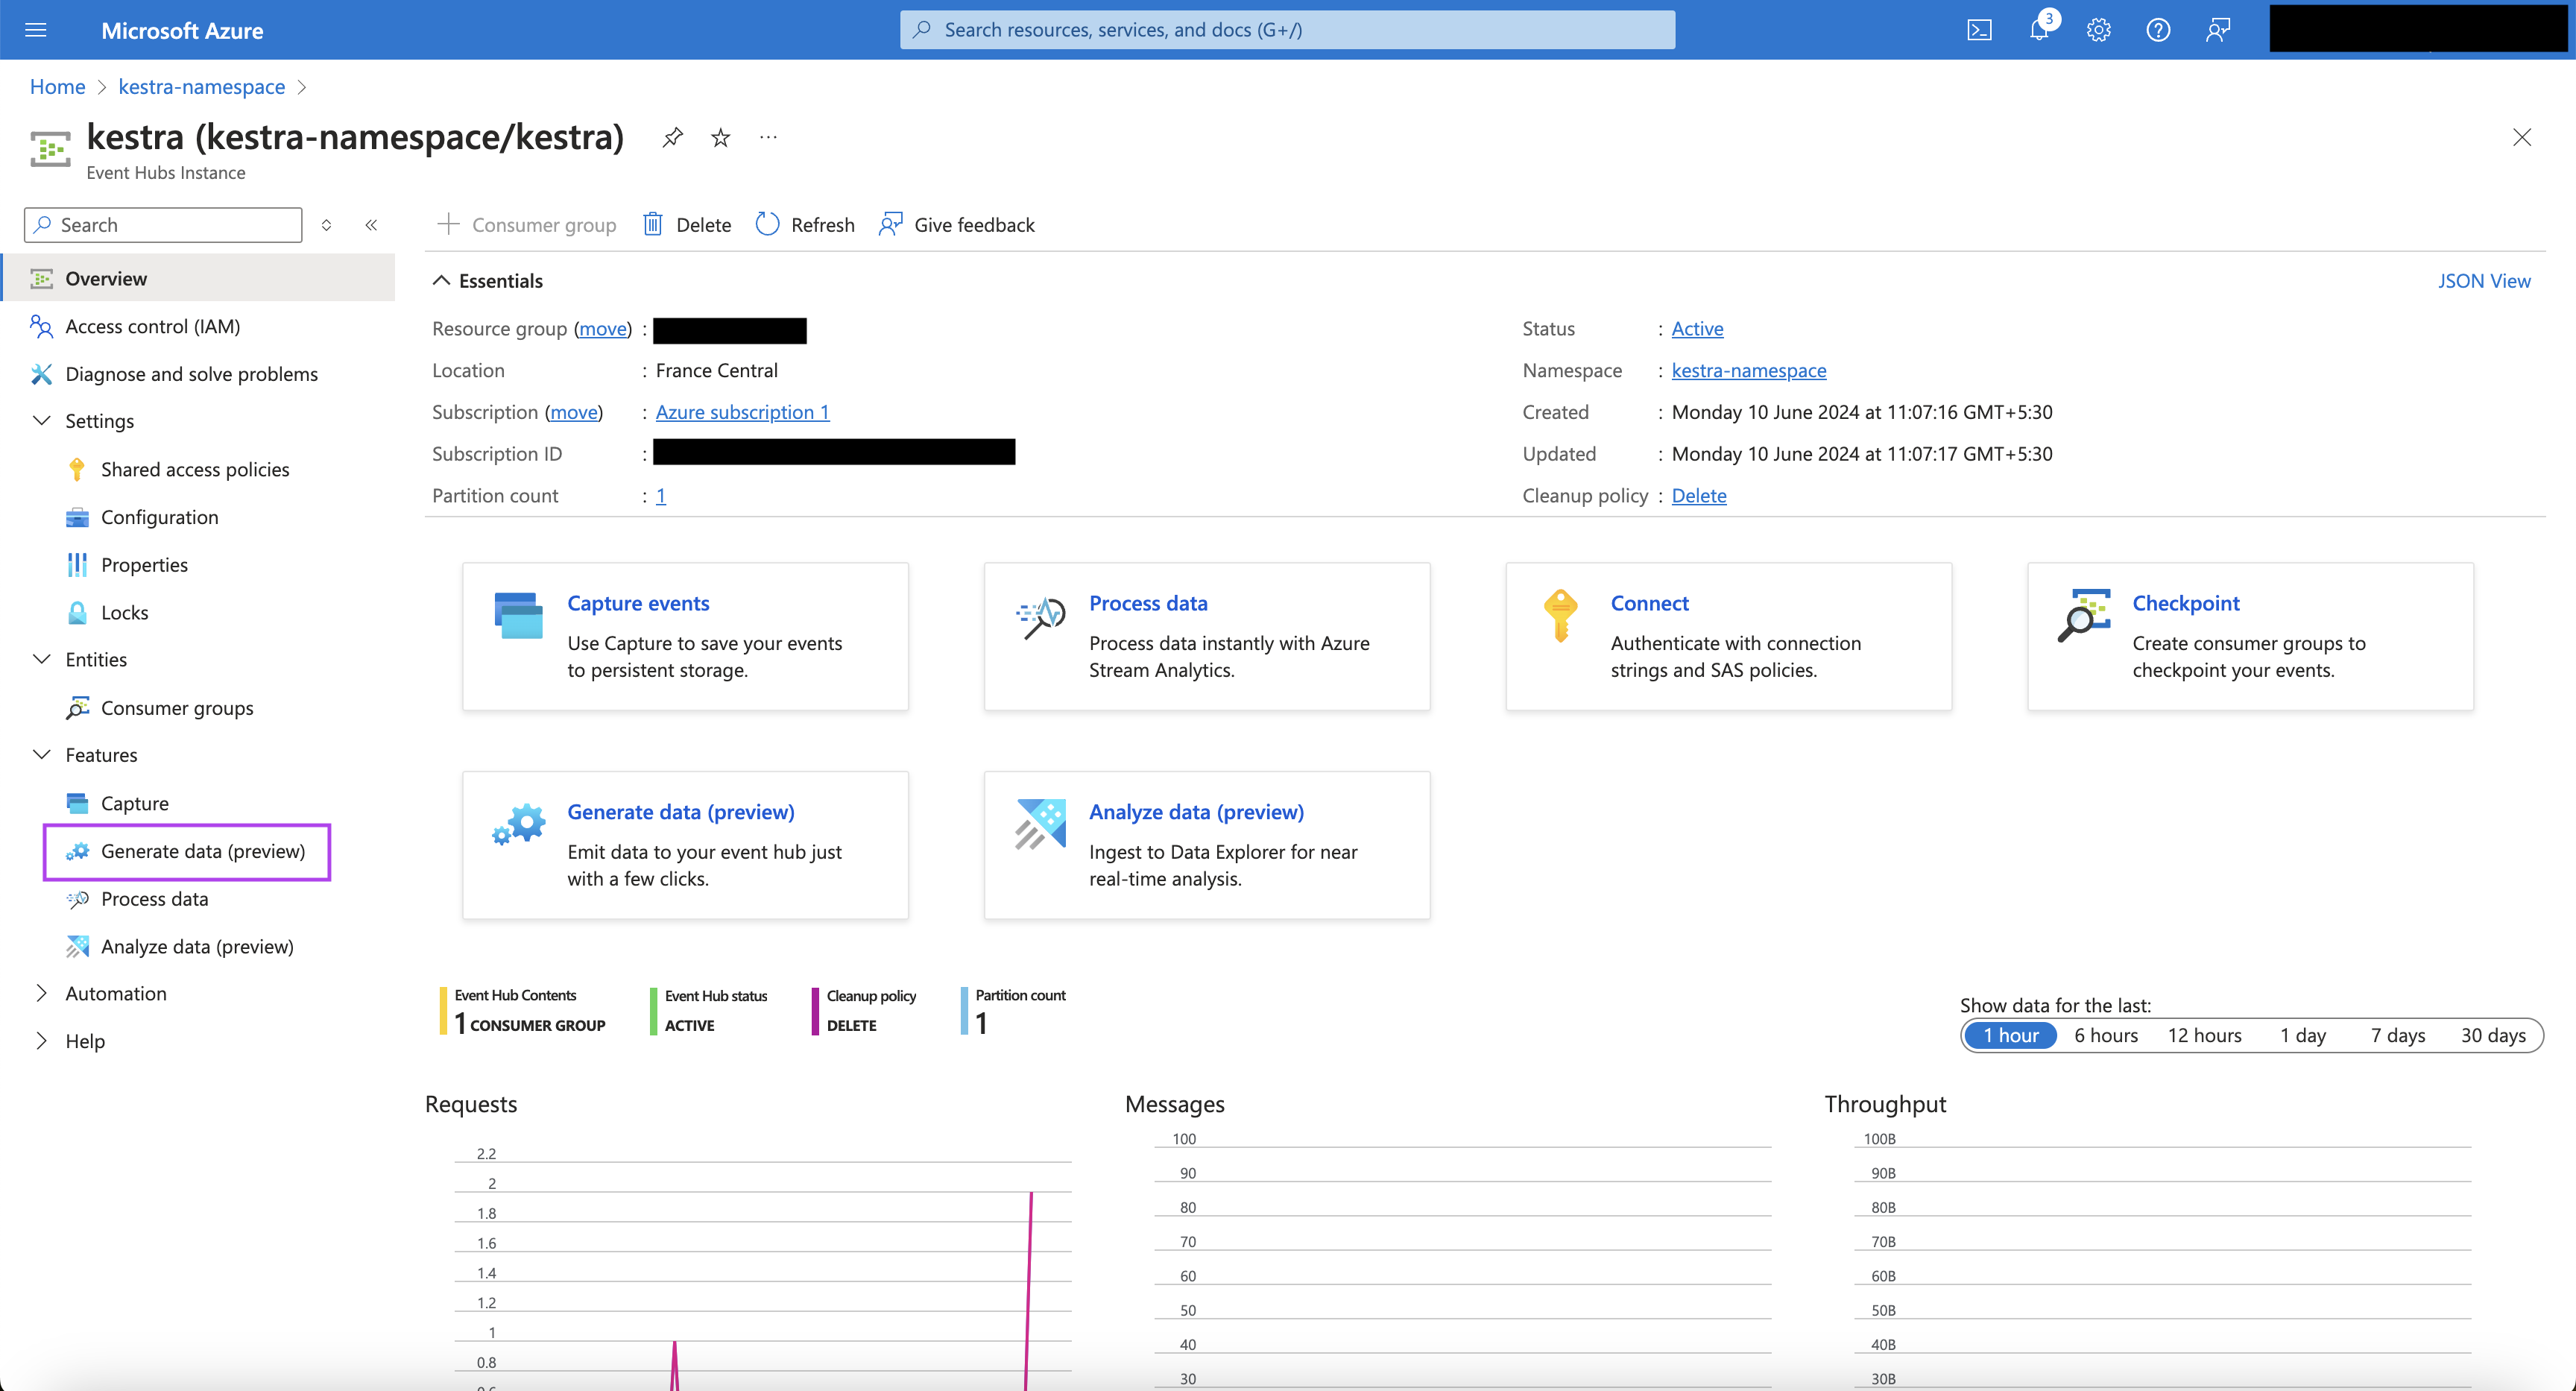 Microsoft Azure
Search resources, services, and docs (G+/)
3
Home > kestra-namespace >
kestra (kestra-namespace/kestra)
Event Hubs Instance
Search
Consumer group
Delete
Refresh
Give feedback
Overview
Access control (IAM)
Diagnose and solve problems
Settings
Shared access policies
Configuration
Properties
Locks
Entities
Consumer groups
Features
Capture
Generate data (preview)
Process data
Analyze data (preview)
Automation
Help
Essentials
JSON View
Resource group (move) :
Location : France Central
Subscription (move) : Azure subscription 1
Subscription ID :
Partition count : 1
Status : Active
Namespace : kestra-namespace
Created : Monday 10 June 2024 at 11:07:16 GMT+5:30
Updated : Monday 10 June 2024 at 11:07:17 GMT+5:30
Cleanup policy : Delete
Capture events
Use Capture to save your events
to persistent storage.
Process data
Process data instantly with Azure
Stream Analytics.
Connect
Authenticate with connection
strings and SAS policies.
Checkpoint
Create consumer groups to
checkpoint your events.
Generate data (preview)
Emit data to your event hub just
with a few clicks.
Analyze data (preview)
Ingest to Data Explorer for near
real-time analysis.
Event Hub Contents
1 CONSUMER GROUP
Event Hub status
ACTIVE
Cleanup policy
DELETE
Partition count
1
Show data for the last:
1 hour 6 hours 12 hours 1 day 7 days 30 days
Requests
2.2
2
1.8
1.6
1.4
1.2
1
0.8
Messages
100
90
80
70
60
50
40
30
Throughput
100B
90B
80B
70B
60B
50B
40B
30B